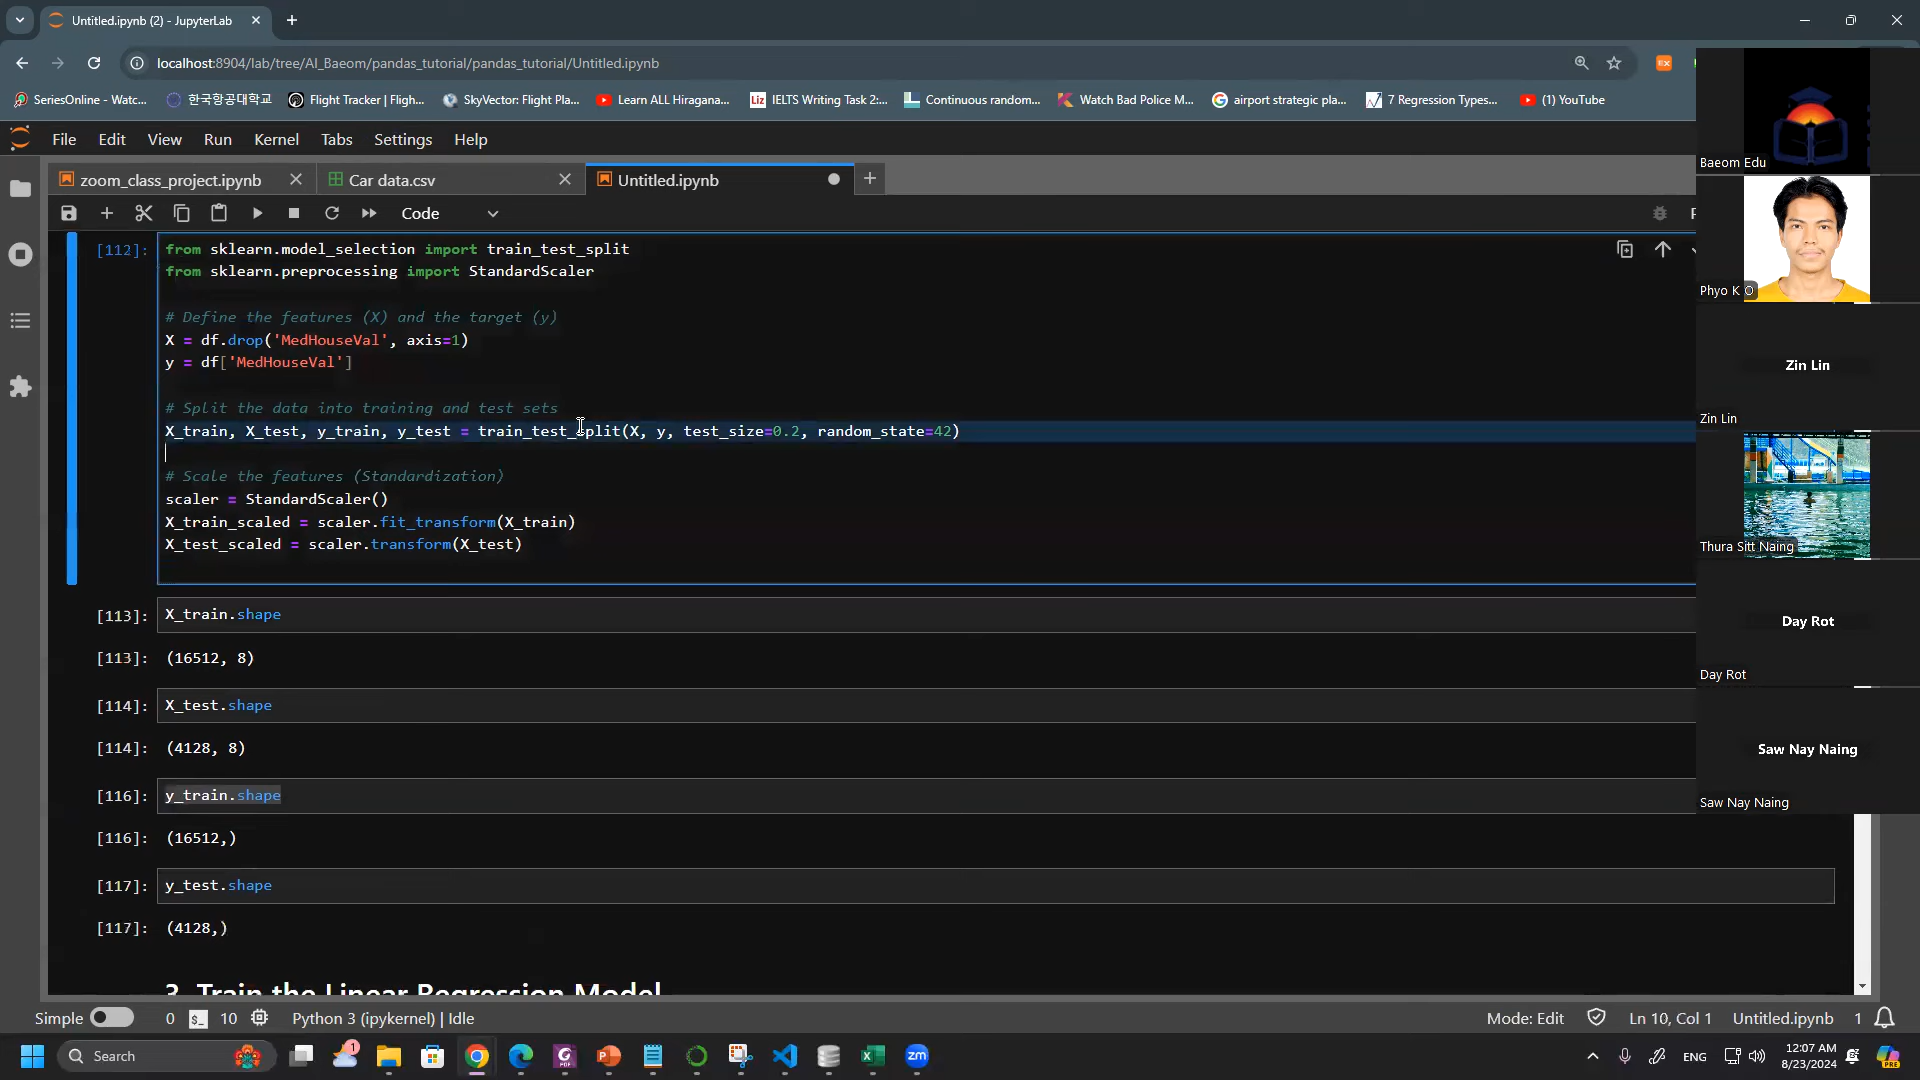 Untitled.ipynb (2) - JupyterLab
localhost:8904/lab/tree/AI_Baeom/pandas_tutorial/pandas_tutorial/Untitled.ipynb
SeriesOnline - Watc...
한국항공대학교
Flight Tracker | Fligh...
SkyVector: Flight Pla...
Learn ALL Hiragana...
Liz
IELTS Writing Task 2:...
Continuous random...
Watch Bad Police M...
airport strategic pla...
7 Regression Types...
(1) YouTube
File
Edit
View
Run
Kernel
Tabs
Settings
Help
zoom_class_project.ipynb
Car data.csv
Untitled.ipynb
Code
[112]:
from sklearn.model_selection import train_test_split
from sklearn.preprocessing import StandardScaler
# Define the features (X) and the target (y)
X = df.drop('MedHouseVal', axis=1)
y = df['MedHouseVal']
# Split the data into training and test sets
X_train, X_test, y_train, y_test = train_test_split(X, y, test_size=0.2, random_state=42)
# Scale the features (Standardization)
scaler = StandardScaler()
X_train_scaled = scaler.fit_transform(X_train)
X_test_scaled = scaler.transform(X_test)
[113]: X_train.shape
[113]: (16512, 8)
[114]: X_test.shape
[114]: (4128, 8)
[116]: y_train.shape
[116]: (16512,)
[117]: y_test.shape
[117]: (4128,)
3. Train the Linear Regression Model
Baeom Edu
Phyo K O
Zin Lin
Zin Lin
Thura Sitt Naing
Day Rot
Day Rot
Saw Nay Naing
Saw Nay Naing
Simple
0
10
Python 3 (ipykernel) | Idle
Mode: Edit
Ln 10, Col 1
Untitled.ipynb
1
Search
1
zm
ENG
12:07 AM
8/23/2024
PRE